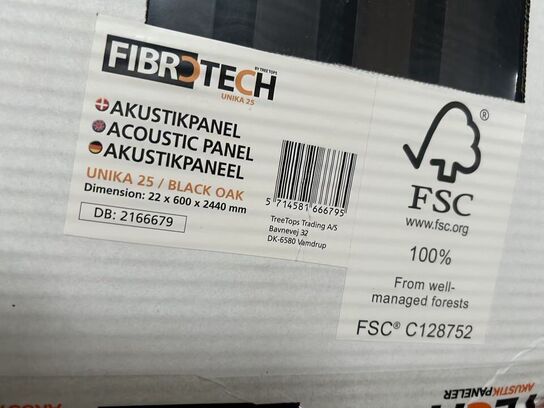 FIBROTECH
BY TREE TOPS
UNIKA 25
AKUSTIKPANEL
ACOUSTIC PANEL
AKUSTIKPANEEL
UNIKA 25 / BLACK OAK
Dimension: 22 x 600 x 2440 mm
DB: 2166679
5 714581 666795
TreeTops Trading A/S
Bavnevej 32
DK-6580 Vamdrup
®
FSC
www.fsc.org
100%
From well-
managed forests
FSC® C128752
AKUSTIKPANELER